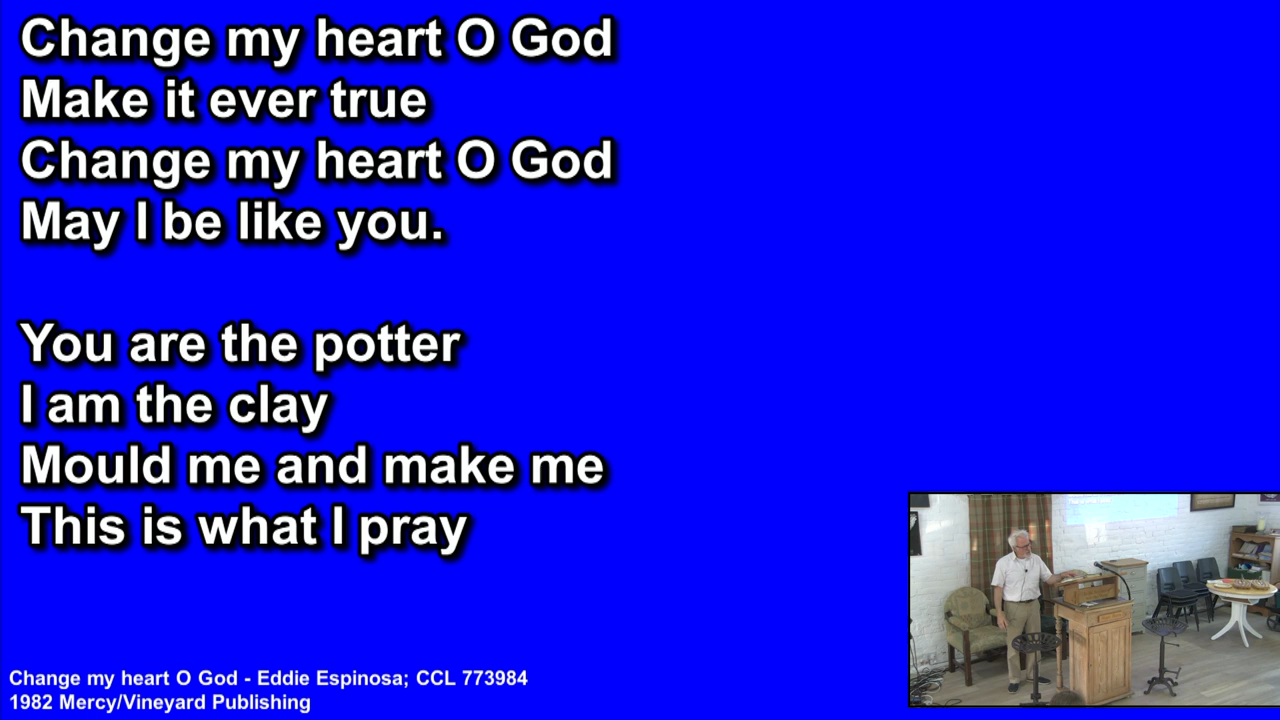 Change my heart O God
Make it ever true
Change my heart O God
May I be like you.
You are the potter
I am the clay
Mould me and make me
This is what I pray
Change my heart O God - Eddie Espinosa; CCL 773984
1982 Mercy/Vineyard Publishing